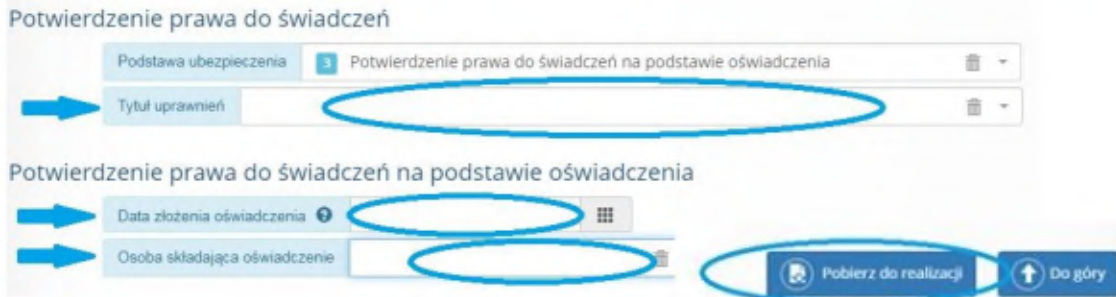 Potwierdzenie prawa do świadczeń
Podstawa ubezpieczenia 3 Potwierdzenie prawa do świadczeń na podstawie oświadczenia
Tytuł uprawnień
Potwierdzenie prawa do świadczeń na podstawie oświadczenia
Data złożenia oświadczenia ?
Osoba składająca oświadczenie
Pobierz do realizacji Do góry